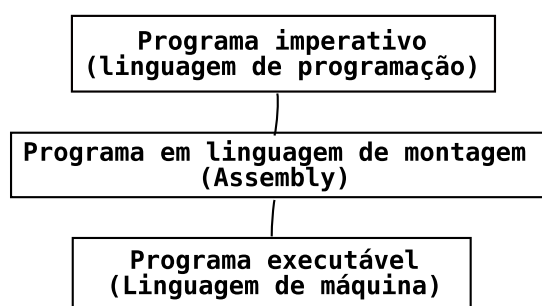 Programa imperativo
(linguagem de programação)
Programa em linguagem de montagem
(Assembly)
Programa executável
(Linguagem de máquina)